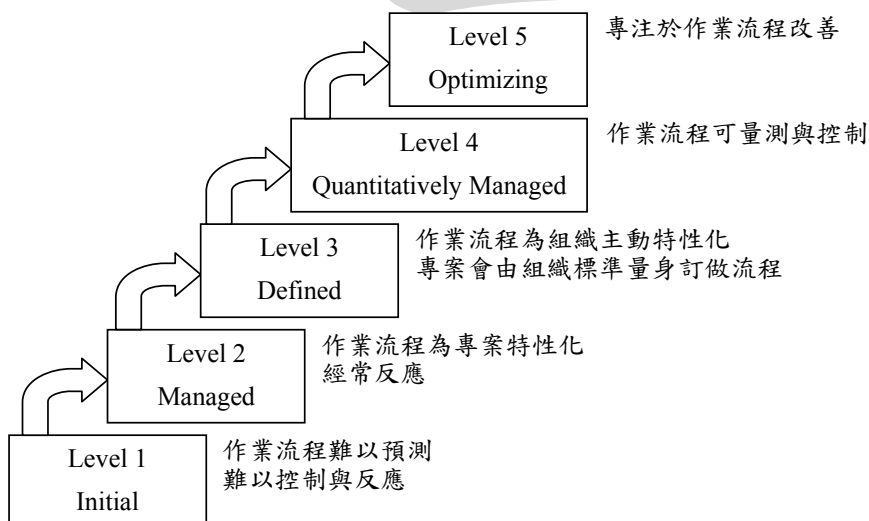 Level 5
Optimizing
專注於作業流程改善
Level 4
Quantitatively Managed
作業流程可量測與控制
Level 3
Defined
作業流程為組織主動特性化
專案會由組織標準量身訂做流程
Level 2
Managed
作業流程為專案特性化
經常反應
Level 1
Initial
作業流程難以預測
難以控制與反應